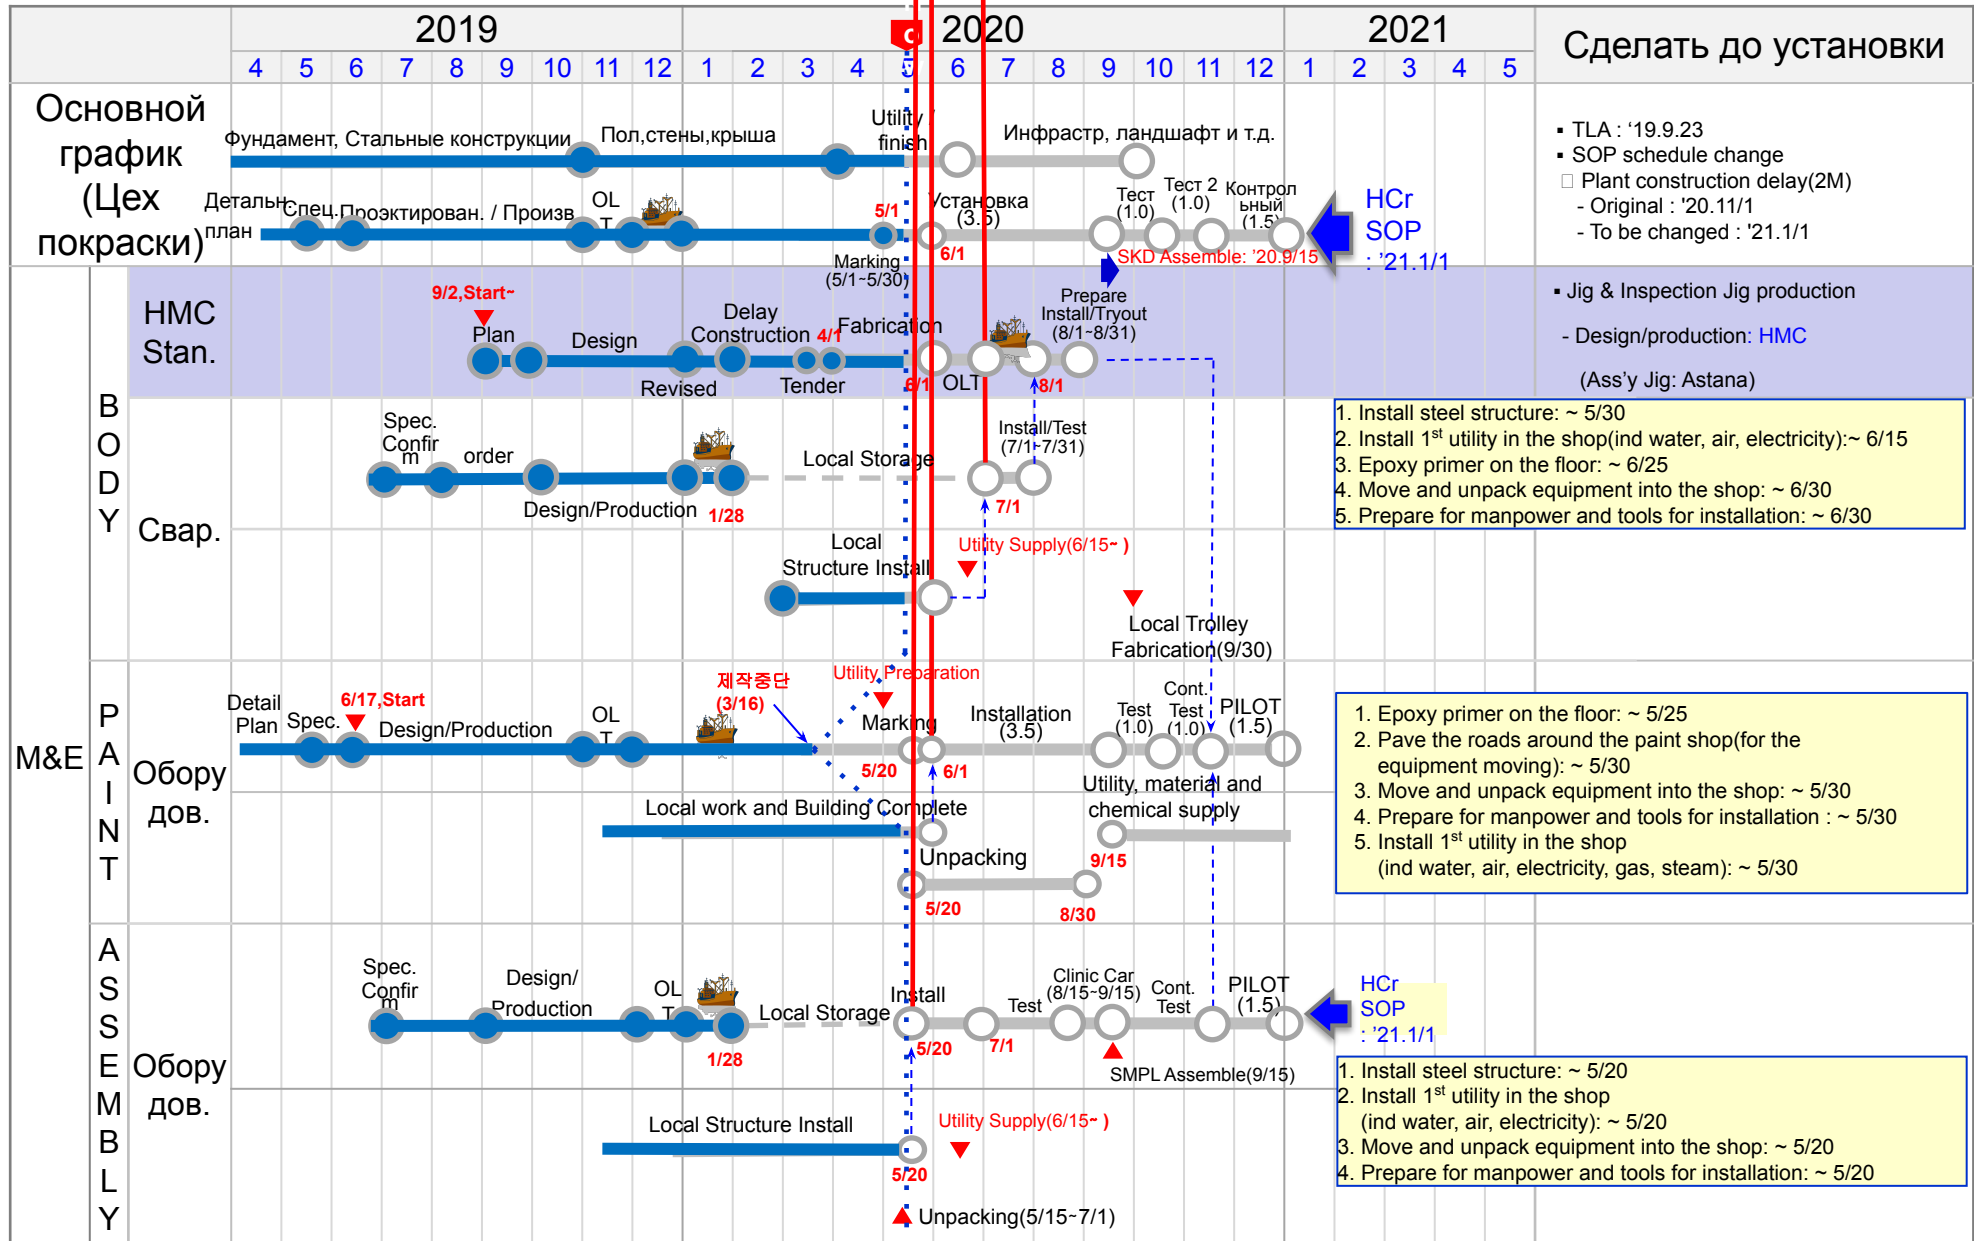 2019
2020
2021
Сделать до установки
4 5 6 7 8 9 10 11 12 1 2 3 4 5 6 7 8 9 10 11 12 1 2 3 4 5
Основной
график
(Цех
покраски)
Фундамент, Стальные конструкции
Пол,стены,крыша
Utility /
finish
Инфрастр, ландшафт и т.д.
Детальн
план
Спец.
Проэктирован. / Произв
OL
T
5/1
Marking
(5/1~5/30)
Установка
(3.5)
6/1
Тест
(1.0)
Тест 2
(1.0)
Контрол
ьный
(1.5)
SKD Assemble: '20.9/15
HCr
SOP
: '21.1/1
▪ TLA : '19.9.23
▪ SOP schedule change
□ Plant construction delay(2M)
- Original : '20.11/1
- To be changed : '21.1/1
M&E
BODY
HMC
Stan.
9/2,Start~
Plan
Design
Revised
Delay
Construction
Tender
4/1
Fabrication
6/1
OLT
Prepare
Install/Tryout
(8/1~8/31)
8/1
▪ Jig & Inspection Jig production
- Design/production: HMC
(Ass'y Jig: Astana)
Свар.
Spec.
Confir
m
order
Design/Production
1/28
Local Storage
Install/Test
(7/1~7/31)
7/1
Local
Structure Install
Utility Supply(6/15~ )
Local Trolley
Fabrication(9/30)
1. Install steel structure: ~ 5/30
2. Install 1st utility in the shop(ind water, air, electricity):~ 6/15
3. Epoxy primer on the floor: ~ 6/25
4. Move and unpack equipment into the shop: ~ 6/30
5. Prepare for manpower and tools for installation: ~ 6/30
PAINT
Обору
дов.
Detail
Plan
Spec.
6/17,Start
Design/Production
OL
T
제작중단
(3/16)
Utility Preparation
Marking
5/20
6/1
Installation
(3.5)
Test
(1.0)
Cont.
Test
(1.0)
PILOT
(1.5)
Local work and Building Complete
Utility, material and
chemical supply
9/15
Unpacking
5/20
8/30
1. Epoxy primer on the floor: ~ 5/25
2. Pave the roads around the paint shop(for the
equipment moving): ~ 5/30
3. Move and unpack equipment into the shop: ~ 5/30
4. Prepare for manpower and tools for installation : ~ 5/30
5. Install 1st utility in the shop
(ind water, air, electricity, gas, steam): ~ 5/30
ASSEMBLY
Обору
дов.
Spec.
Confir
m
Design/
Production
OL
T
1/28
Local Storage
Install
5/20
7/1
Test
Clinic Car
(8/15~9/15)
SMPL Assemble(9/15)
Cont.
Test
PILOT
(1.5)
HCr
SOP
: '21.1/1
Local Structure Install
5/20
Utility Supply(6/15~ )
Unpacking(5/15~7/1)
1. Install steel structure: ~ 5/20
2. Install 1st utility in the shop
(ind water, air, electricity): ~ 5/20
3. Move and unpack equipment into the shop: ~ 5/20
4. Prepare for manpower and tools for installation: ~ 5/20